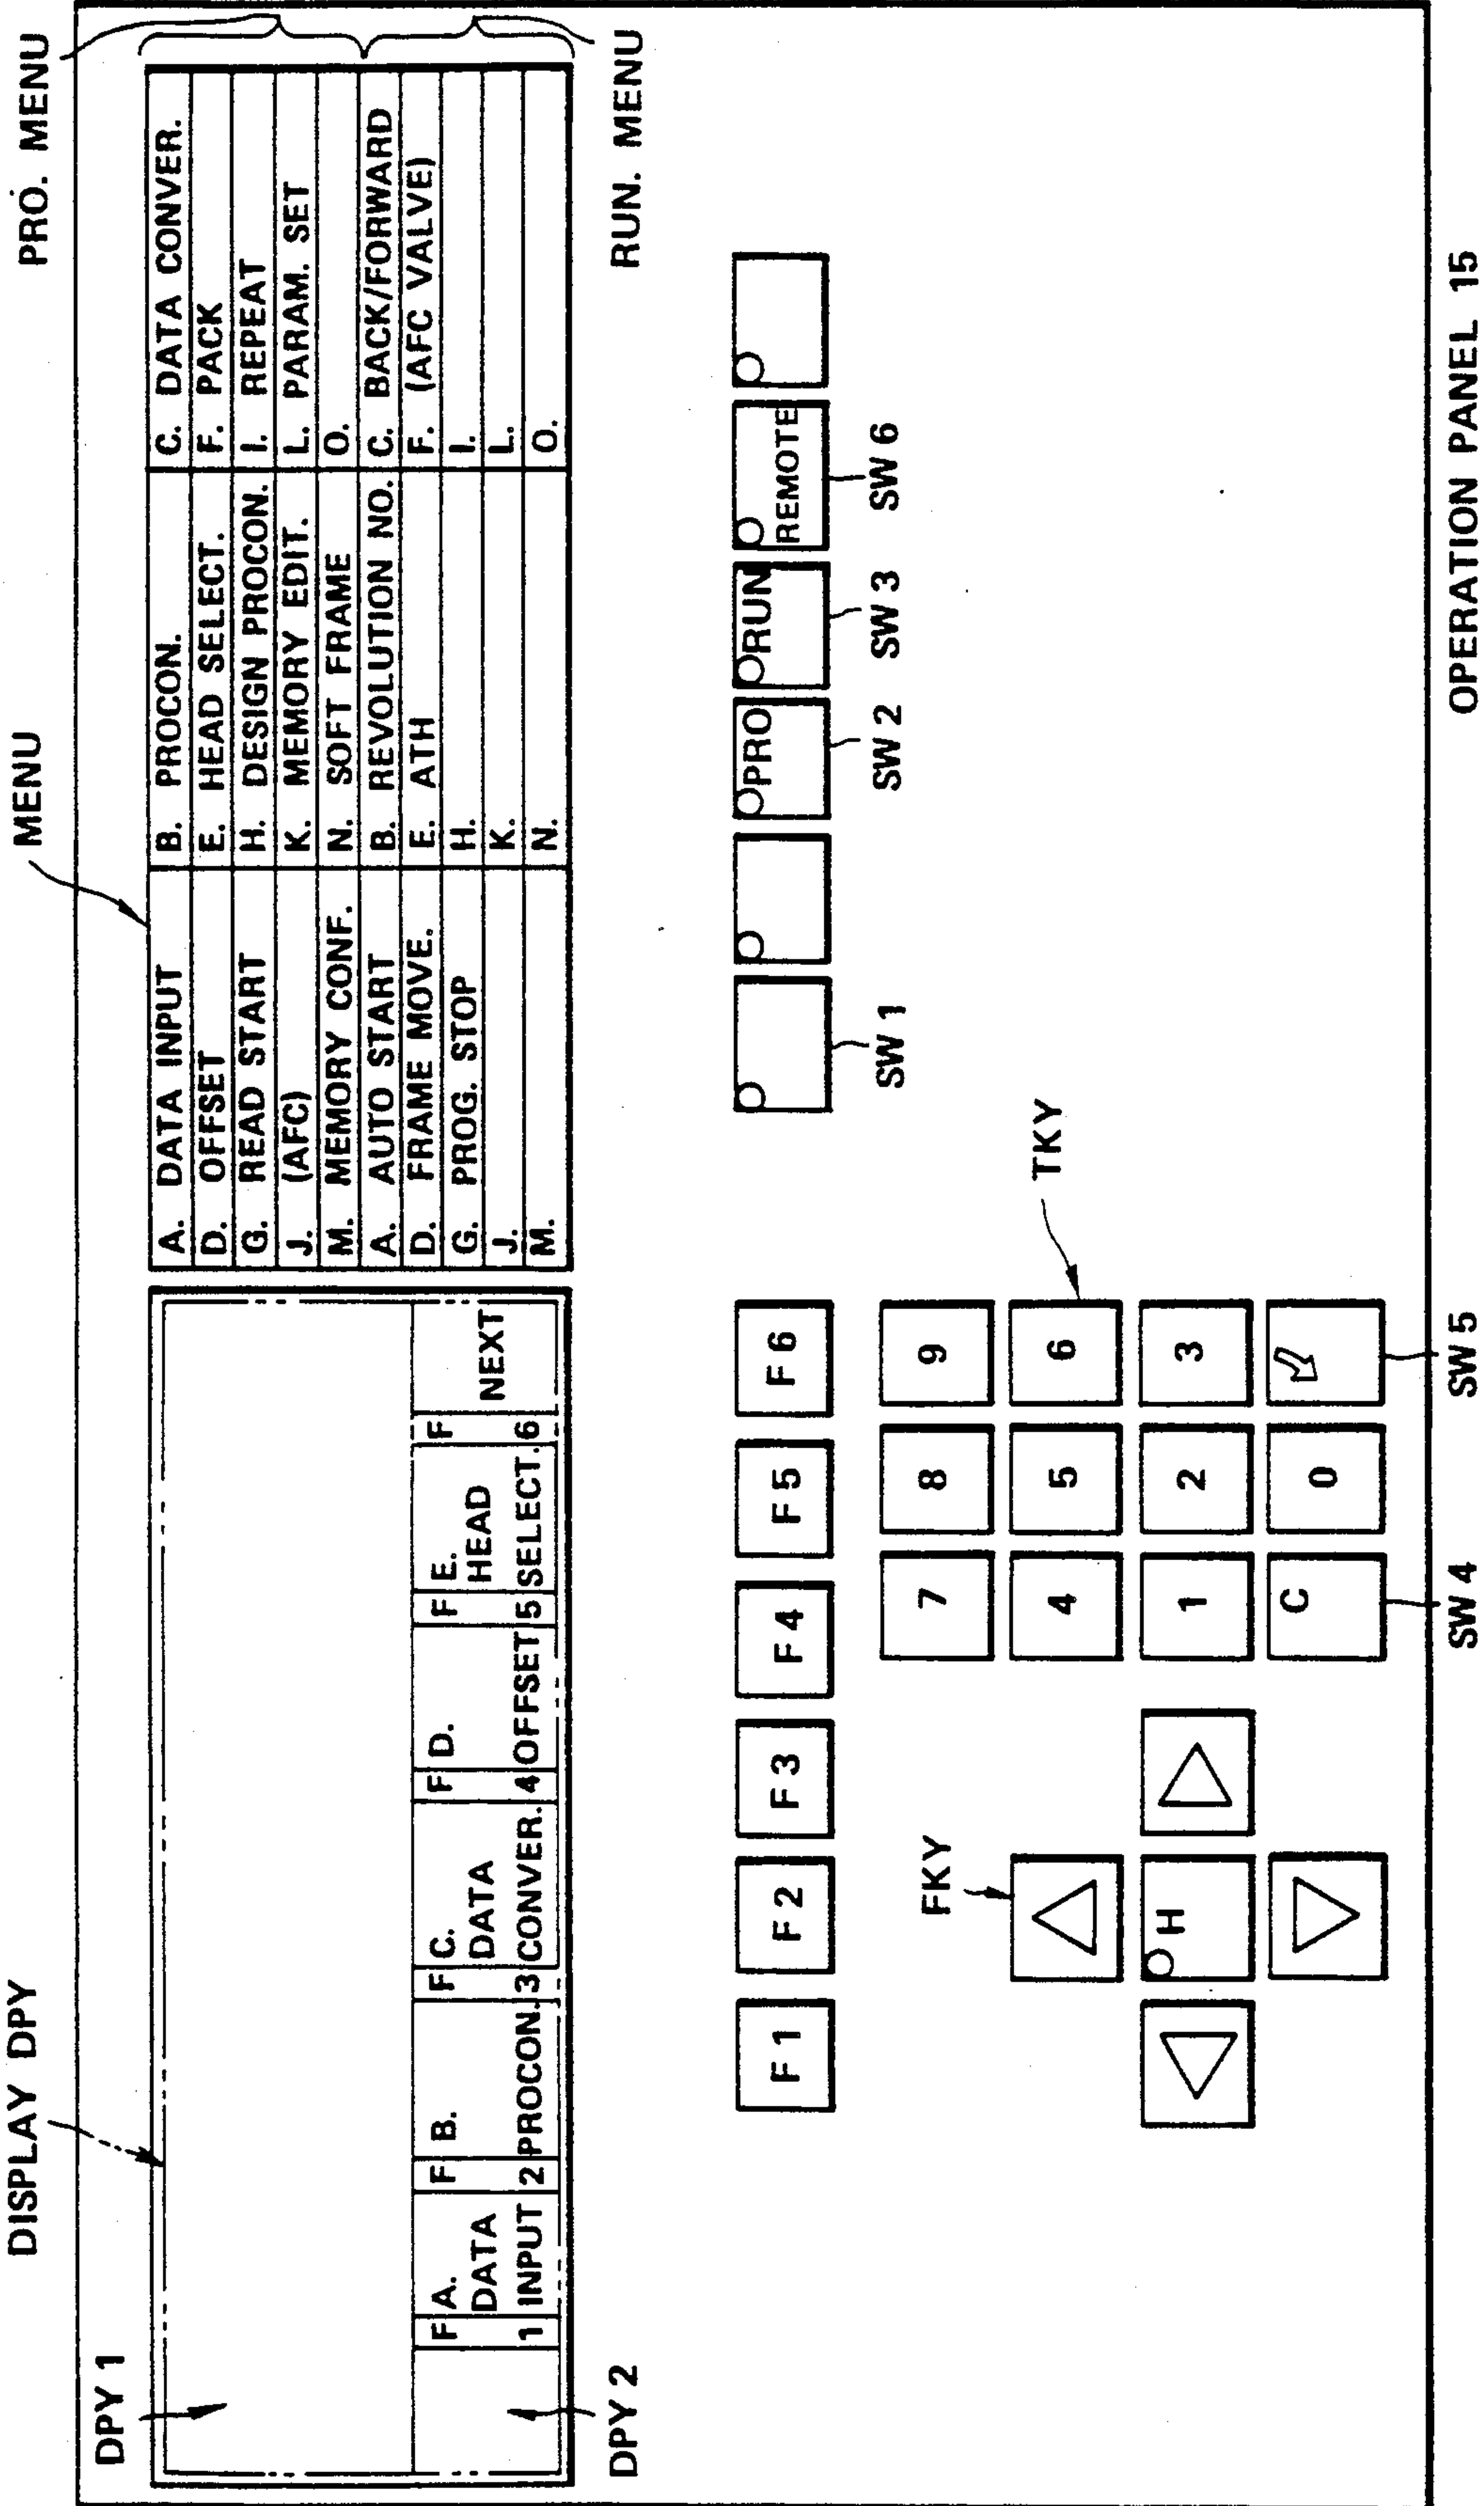 DISPLAY DPY
MENU
PRO. MENU
DPY 1
A. DATA INPUT
B. PROCON.
C. DATA CONVER.
D. OFFSET
E. HEAD SELECT.
F. PACK
G. READ START
H. DESIGN PROCON.
I. REPEAT
J. (AFC)
K. MEMORY EDIT.
L. PARAM. SET
M. MEMORY CONF.
N. SOFT FRAME
O.
A. AUTO START
B. REVOLUTION NO.
C. BACK/FORWARD
D. FRAME MOVE.
E. ATH
F. (AFC VALVE)
G. PROG. STOP
H.
I.
J.
K.
L.
M.
N.
O.
F 1 A. DATA INPUT
F 2 B. PROCON.
F 3 C. DATA CONVER.
F 4 D. OFFSET
F 5 E. HEAD SELECT.
F 6 NEXT
DPY 2
RUN. MENU
F 1
F 2
F 3
F 4
F 5
F 6
PRO
RUN
REMOTE
SW 1
SW 2
SW 3
SW 6
FKY
TKY
7
8
9
4
5
6
H
1
2
3
C
0
SW 4
SW 5
OPERATION PANEL 15